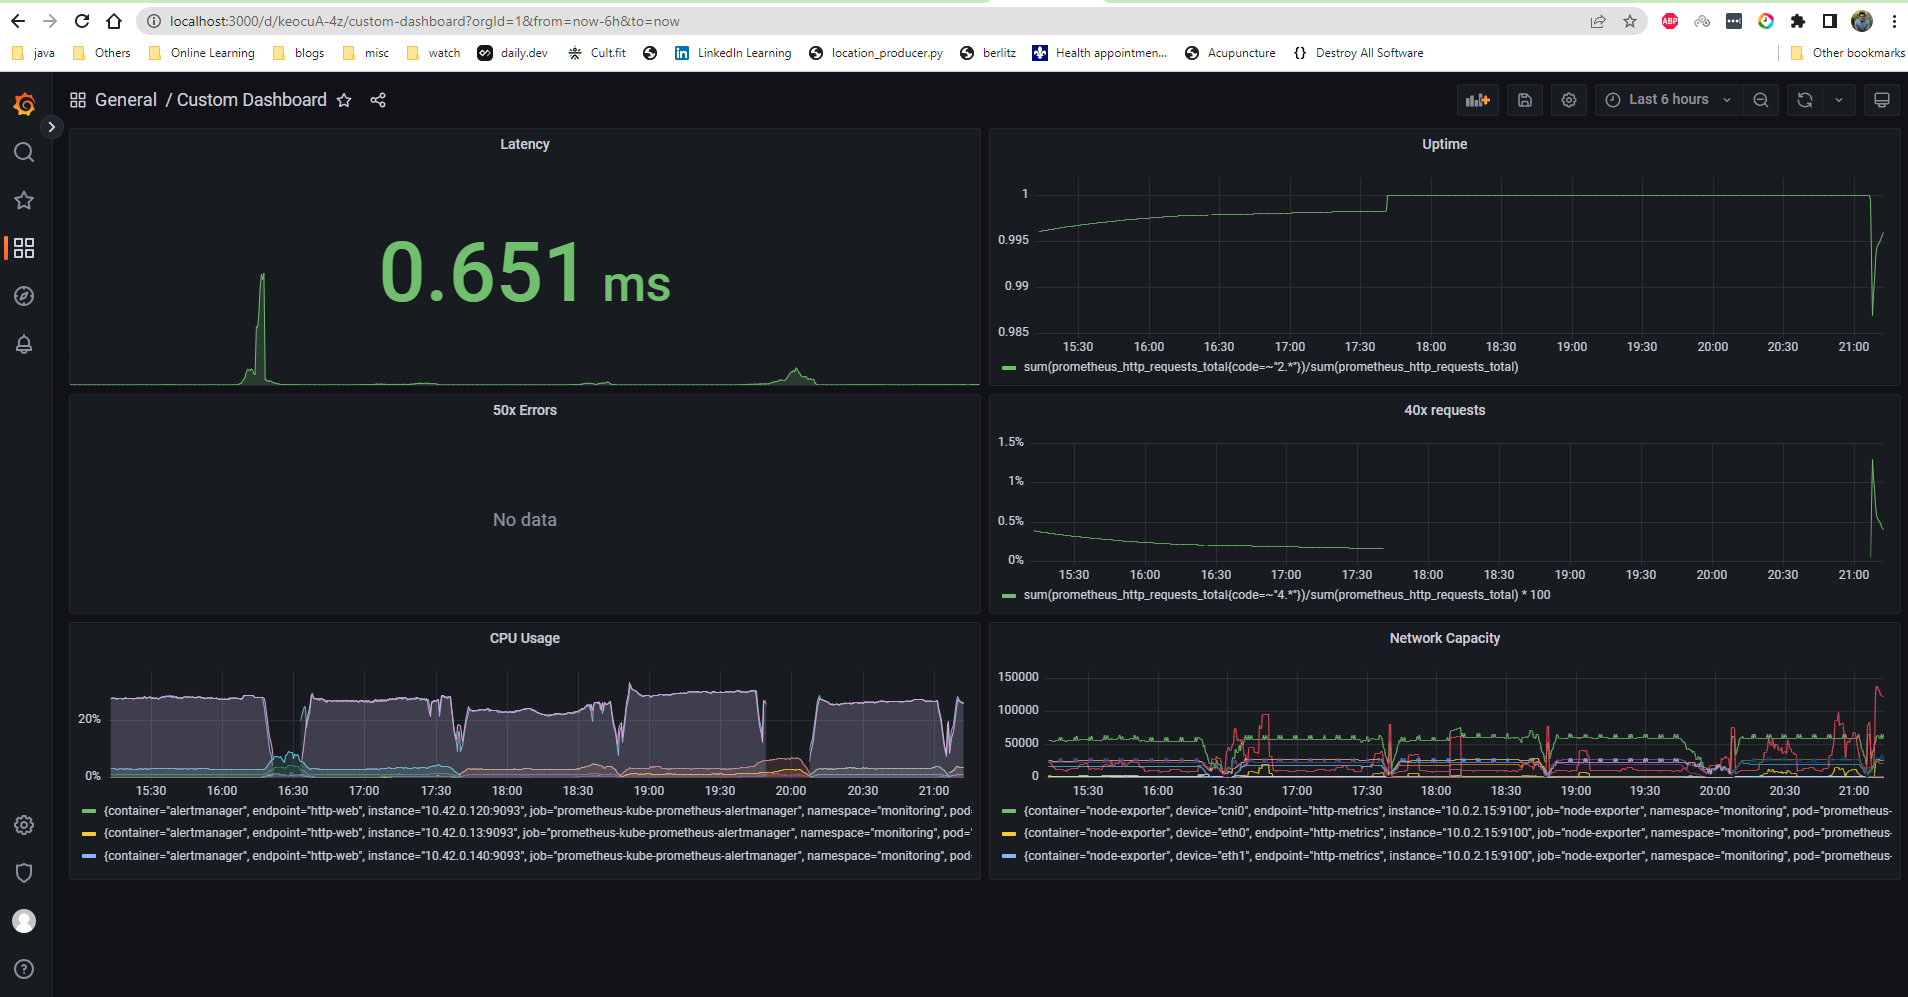 localhost:3000/d/keocuA-4z/custom-dashboard?orgId=1&from=now-6h&to=now
ABP
java Others Online Learning blogs misc watch daily.dev Cult.fit LinkedIn Learning location_producer.py berlitz Health appointmen... Acupuncture {} Destroy All Software Other bookmarks
General / Custom Dashboard
Last 6 hours
Latency
0.651 ms
Uptime
1
0.995
0.99
0.985
15:30 16:00 16:30 17:00 17:30 18:00 18:30 19:00 19:30 20:00 20:30 21:00
sum(prometheus_http_requests_total{code=~"2.*"})/sum(prometheus_http_requests_total)
50x Errors
No data
40x requests
1.5%
1%
0.5%
0%
15:30 16:00 16:30 17:00 17:30 18:00 18:30 19:00 19:30 20:00 20:30 21:00
sum(prometheus_http_requests_total{code=~"4.*"})/sum(prometheus_http_requests_total) * 100
CPU Usage
20%
0%
15:30 16:00 16:30 17:00 17:30 18:00 18:30 19:00 19:30 20:00 20:30 21:00
{container="alertmanager", endpoint="http-web", instance="10.42.0.120:9093", job="prometheus-kube-prometheus-alertmanager", namespace="monitoring", pod=
{container="alertmanager", endpoint="http-web", instance="10.42.0.13:9093", job="prometheus-kube-prometheus-alertmanager", namespace="monitoring", pod="
{container="alertmanager", endpoint="http-web", instance="10.42.0.140:9093", job="prometheus-kube-prometheus-alertmanager", namespace="monitoring", pod
Network Capacity
150000
100000
50000
0
15:30 16:00 16:30 17:00 17:30 18:00 18:30 19:00 19:30 20:00 20:30 21:00
{container="node-exporter", device="cni0", endpoint="http-metrics", instance="10.0.2.15:9100", job="node-exporter", namespace="monitoring", pod="prometheus-
{container="node-exporter", device="eth0", endpoint="http-metrics", instance="10.0.2.15:9100", job="node-exporter", namespace="monitoring", pod="prometheus-
{container="node-exporter", device="eth1", endpoint="http-metrics", instance="10.0.2.15:9100", job="node-exporter", namespace="monitoring", pod="prometheus-